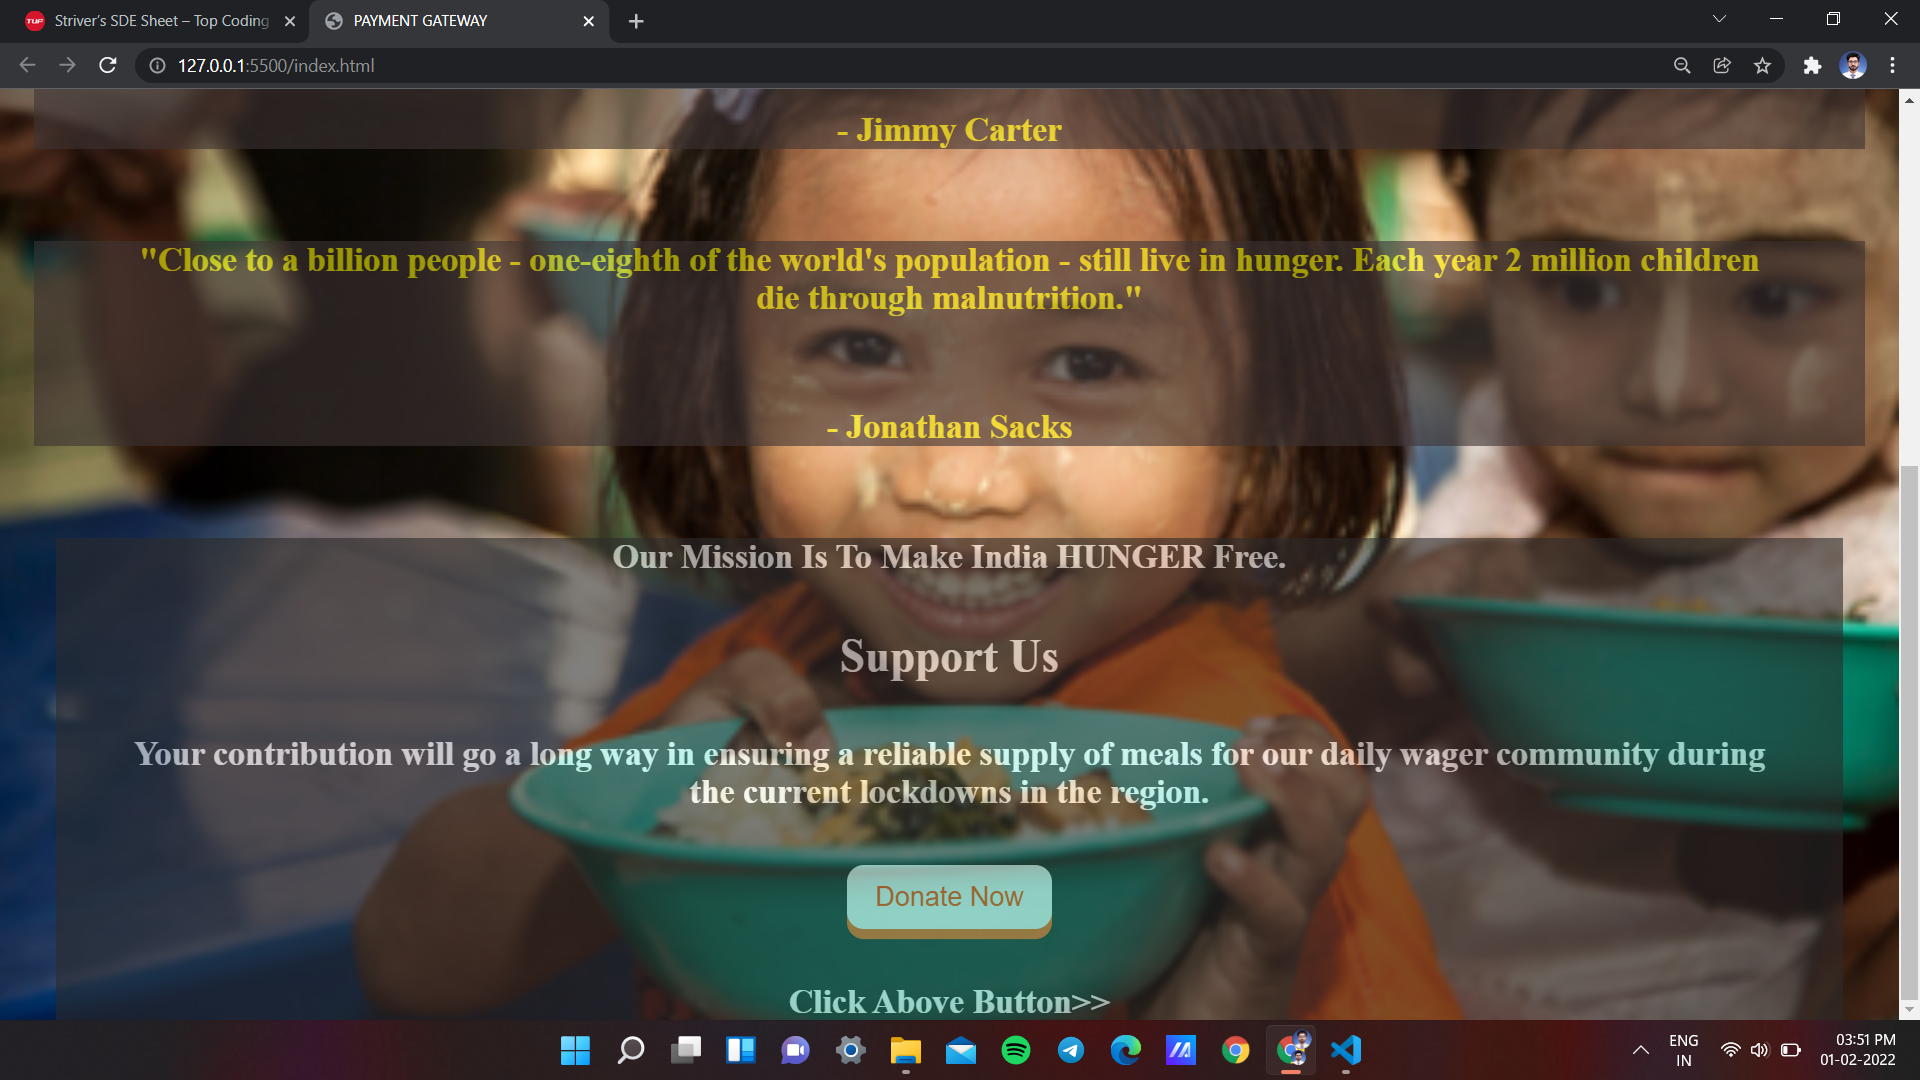 TUF
Striver's SDE Sheet – Top Coding
PAYMENT GATEWAY
127.0.0.1:5500/index.html
- Jimmy Carter
"Close to a billion people - one-eighth of the world's population - still live in hunger. Each year 2 million children
die through malnutrition."
- Jonathan Sacks
Our Mission Is To Make India HUNGER Free.
Support Us
Your contribution will go a long way in ensuring a reliable supply of meals for our daily wager community during
the current lockdowns in the region.
Donate Now
Click Above Button>>
ENG
IN
03:51 PM
01-02-2022